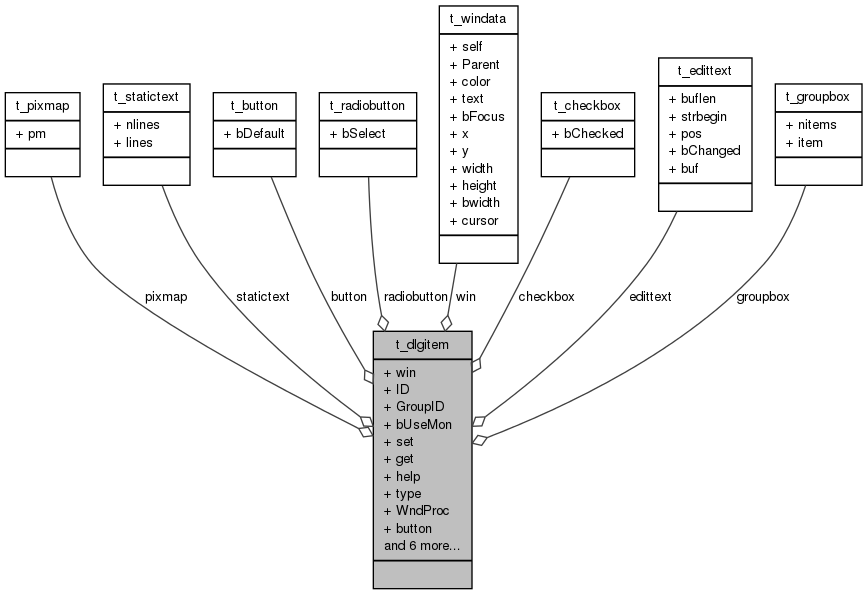 t_pixmap
+ pm
t_statictext
+ nlines
+ lines
t_button
+ bDefault
t_radiobutton
+ bSelect
t_windata
+ self
+ Parent
+ color
+ text
+ bFocus
+ x
+ y
+ width
+ height
+ bwidth
+ cursor
t_checkbox
+ bChecked
t_edittext
+ buflen
+ strbegin
+ pos
+ bChanged
+ buf
t_groupbox
+ nitems
+ item
pixmap
statictext
button
radiobutton
win
checkbox
edittext
groupbox
t_dlgitem
+ win
+ ID
+ GroupID
+ bUseMon
+ set
+ get
+ help
+ type
+ WndProc
+ button
and 6 more...